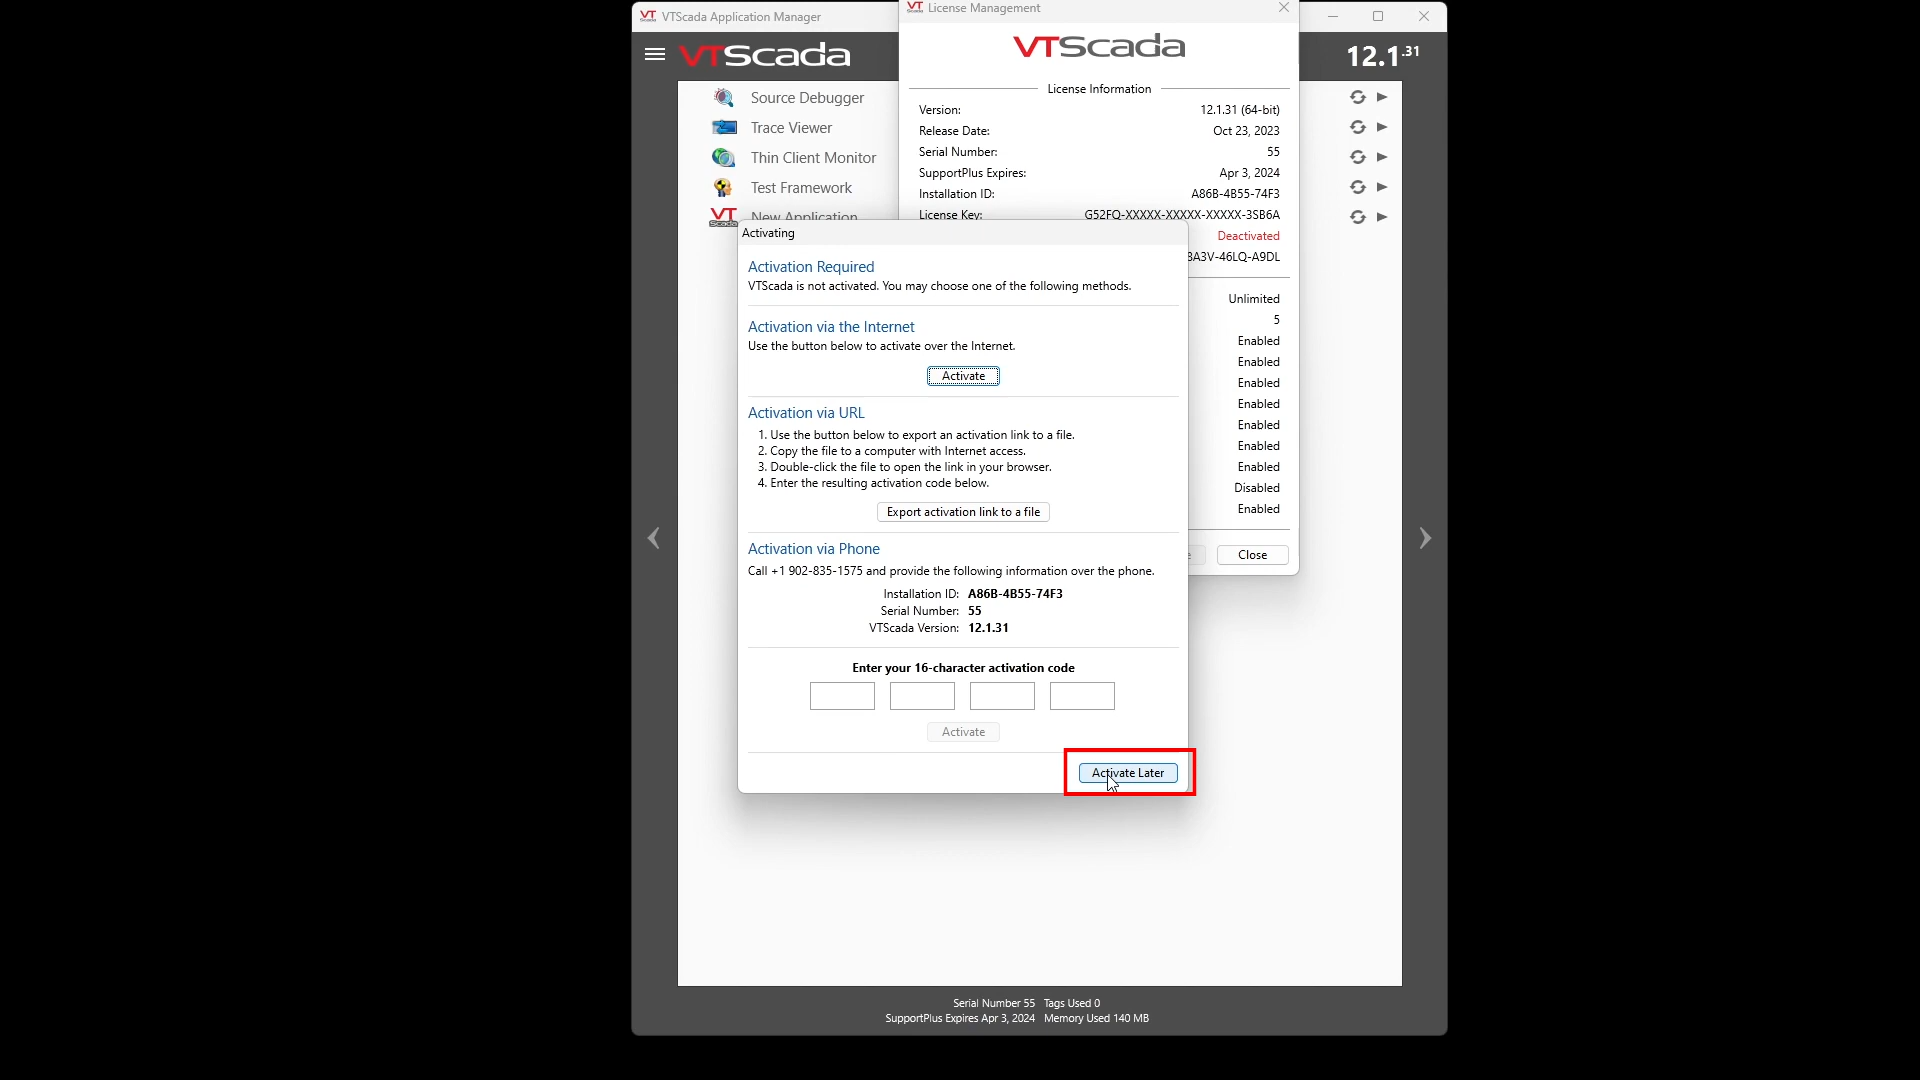 VTScada Application Manager
VTScada
12.1.31
Source Debugger
Trace Viewer
Thin Client Monitor
Test Framework
New Application
License Management
VTScada
License Information
Version: 12.1.31 (64-bit)
Release Date: Oct 23, 2023
Serial Number: 55
SupportPlus Expires: Apr 3, 2024
Installation ID: A86B-4B55-74F3
License Key: G52FQ-XXXXX-XXXXX-XXXXX-3SB6A
Deactivated
A3V-46LQ-A9DL
Unlimited
5
Enabled
Enabled
Enabled
Enabled
Enabled
Enabled
Enabled
Disabled
Enabled
Close
Activating
Activation Required
VTScada is not activated. You may choose one of the following methods.
Activation via the Internet
Use the button below to activate over the Internet.
Activate
Activation via URL
1. Use the button below to export an activation link to a file.
2. Copy the file to a computer with Internet access.
3. Double-click the file to open the link in your browser.
4. Enter the resulting activation code below.
Export activation link to a file
Activation via Phone
Call +1 902-835-1575 and provide the following information over the phone.
Installation ID: A86B-4B55-74F3
Serial Number: 55
VTScada Version: 12.1.31
Enter your 16-character activation code
Activate
Activate Later
Serial Number 55 Tags Used 0
SupportPlus Expires Apr 3, 2024 Memory Used 140 MB